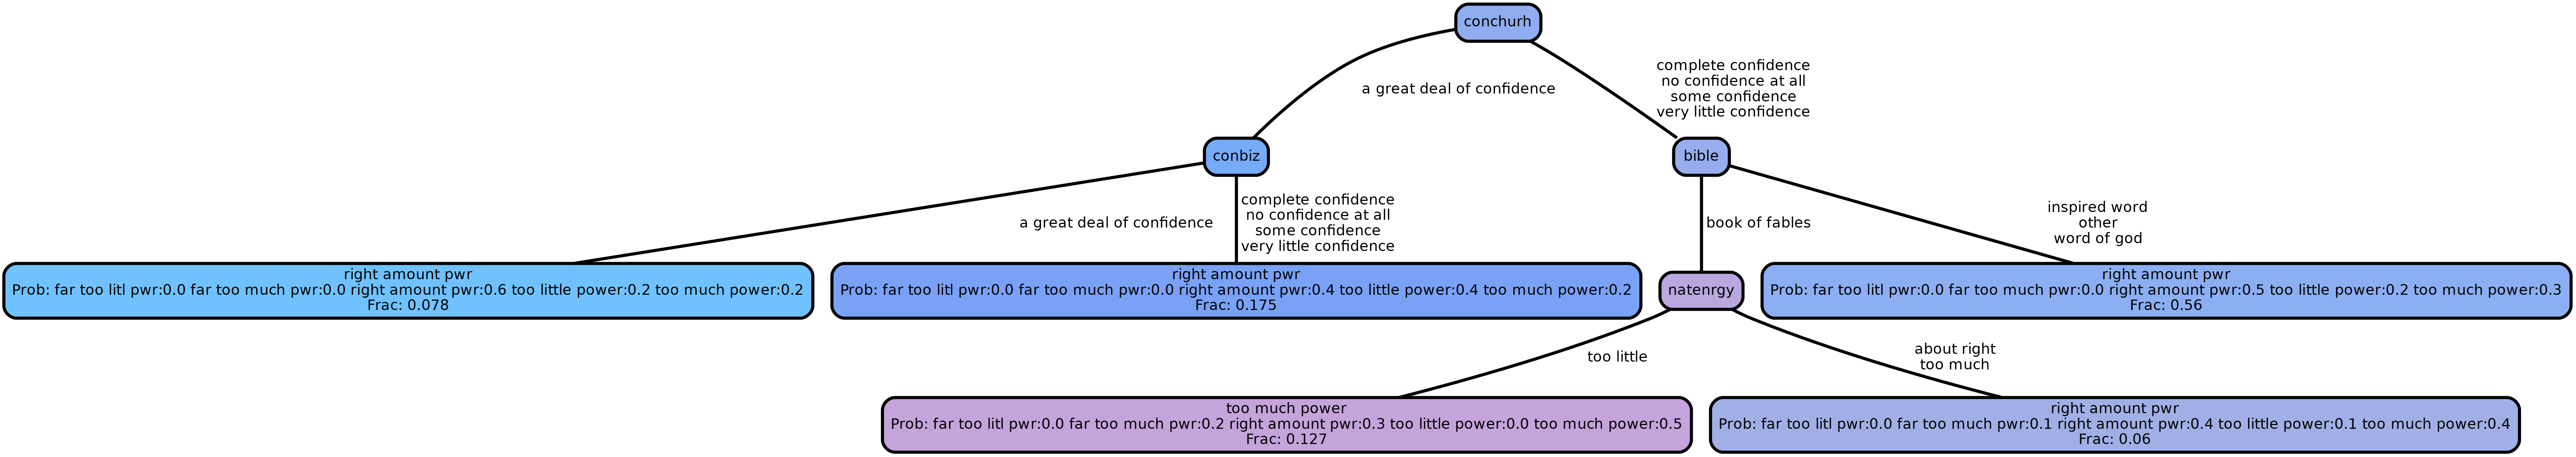 conchurh
a great deal of confidence
complete confidence
no confidence at all
some confidence
very little confidence
conbiz
bible
a great deal of confidence
complete confidence
no confidence at all
some confidence
very little confidence
book of fables
inspired word
other
word of god
right amount pwr
Prob: far too litl pwr:0.0 far too much pwr:0.0 right amount pwr:0.6 too little power:0.2 too much power:0.2
Frac: 0.078
right amount pwr
Prob: far too litl pwr:0.0 far too much pwr:0.0 right amount pwr:0.4 too little power:0.4 too much power:0.2
Frac: 0.175
natenrgy
right amount pwr
Prob: far too litl pwr:0.0 far too much pwr:0.0 right amount pwr:0.5 too little power:0.2 too much power:0.3
Frac: 0.56
too little
about right
too much
too much power
Prob: far too litl pwr:0.0 far too much pwr:0.2 right amount pwr:0.3 too little power:0.0 too much power:0.5
Frac: 0.127
right amount pwr
Prob: far too litl pwr:0.0 far too much pwr:0.1 right amount pwr:0.4 too little power:0.1 too much power:0.4
Frac: 0.06